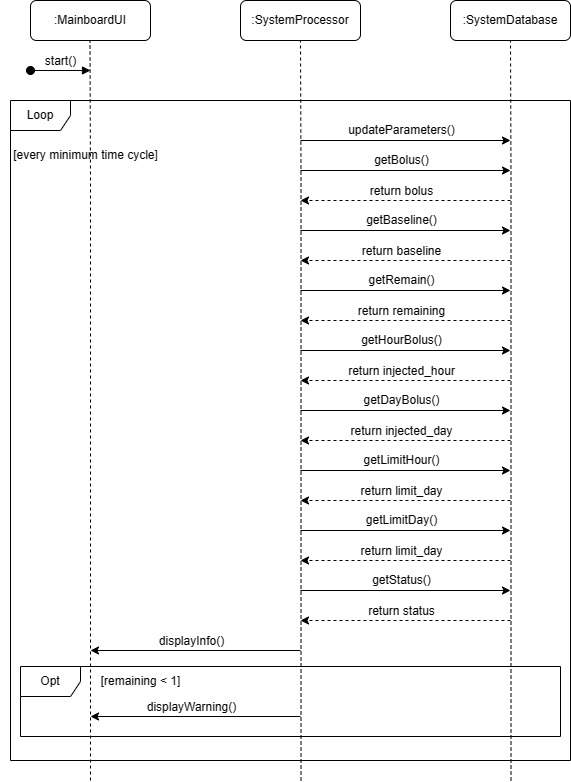 :MainboardUI
:SystemProcessor
:SystemDatabase
start()
Loop
updateParameters()
[every minimum time cycle]
getBolus()
return bolus
getBaseline()
return baseline
getRemain()
return remaining
getHourBolus()
return injected_hour
getDayBolus()
return injected_day
getLimitHour()
return limit_day
getLimitDay()
return limit_day
getStatus()
return status
displayInfo()
Opt
[remaining < 1]
displayWarning()